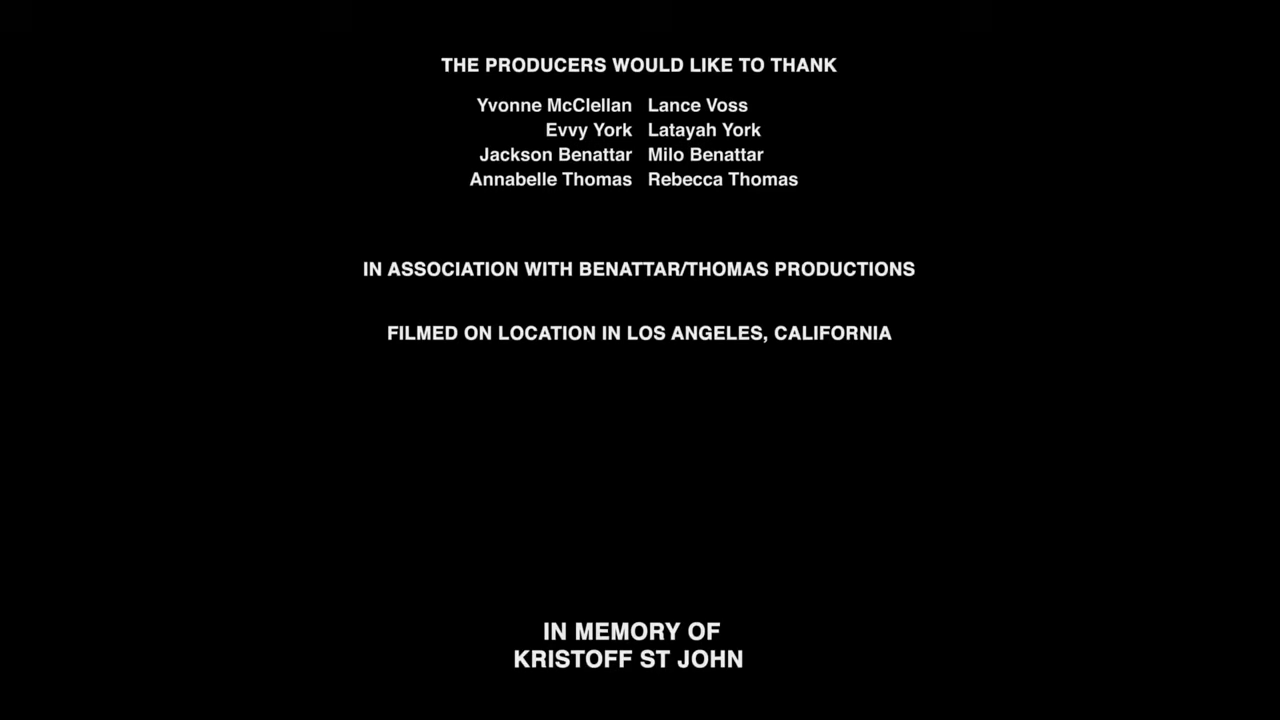 THE PRODUCERS WOULD LIKE TO THANK
Yvonne McClellan Lance Voss
Evvy York Latayah York
Jackson Benattar Milo Benattar
Annabelle Thomas Rebecca Thomas
IN ASSOCIATION WITH BENATTAR/THOMAS PRODUCTIONS
FILMED ON LOCATION IN LOS ANGELES, CALIFORNIA
IN MEMORY OF
KRISTOFF ST JOHN